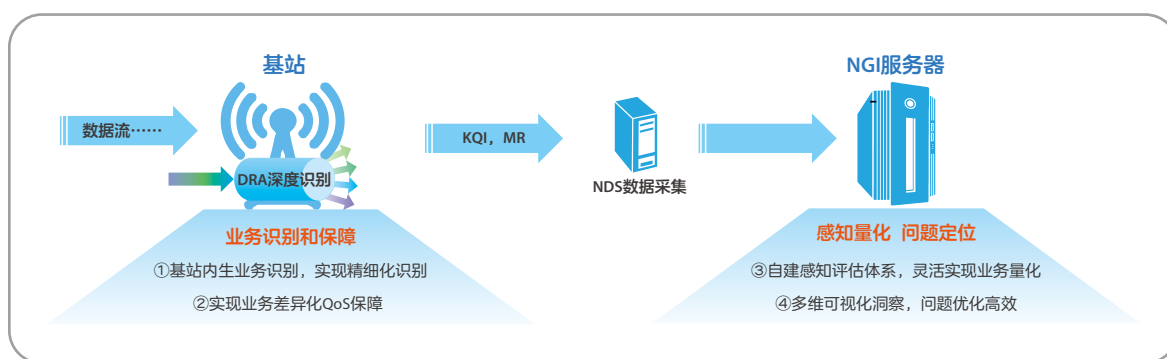 基站
NGI服务器
数据流……
KQI，MR
DRA深度识别
NDS数据采集
业务识别和保障
①基站内生业务识别，实现精细化识别
②实现业务差异化QoS保障
感知量化 问题定位
③自建感知评估体系，灵活实现业务量化
④多维可视化洞察，问题优化高效